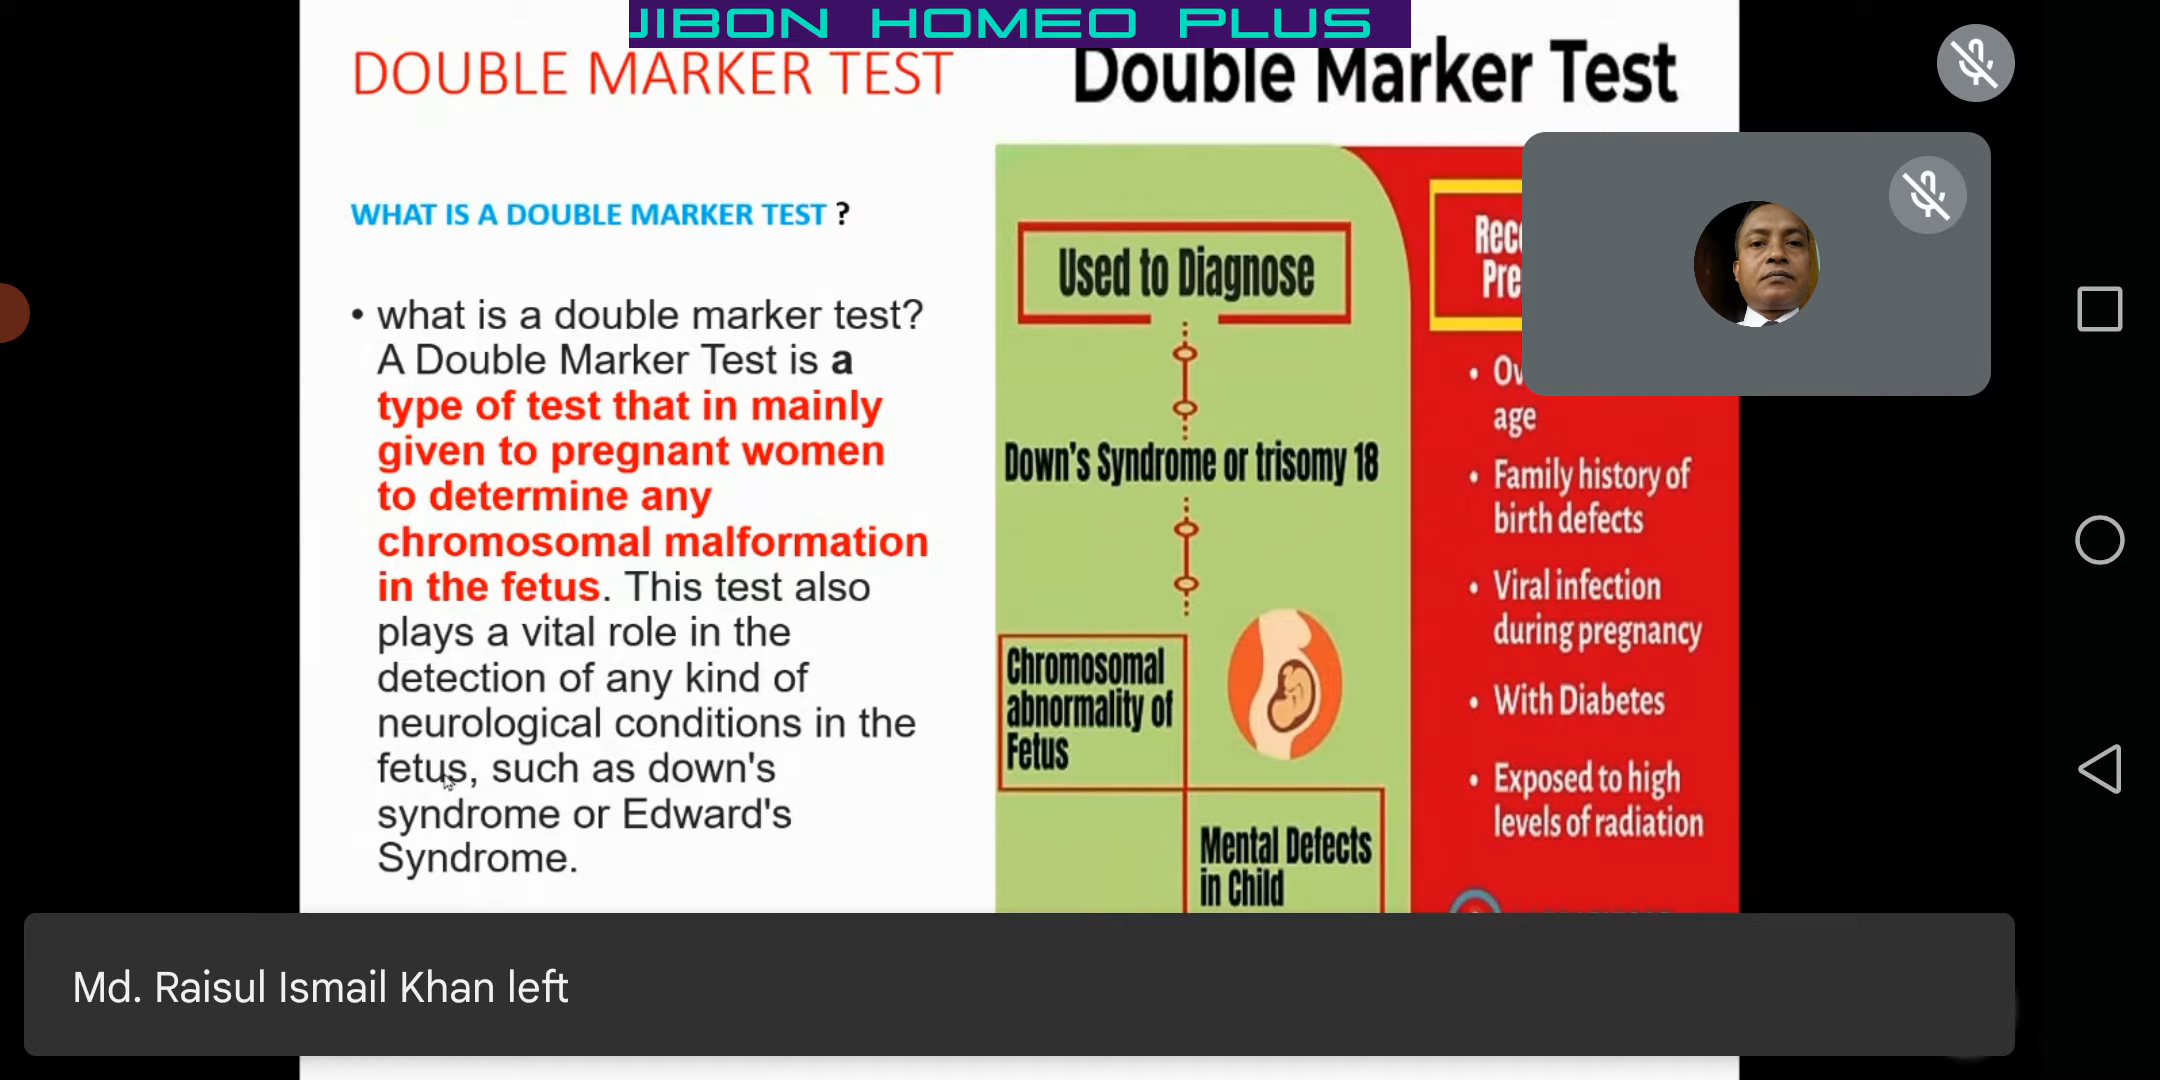 JIBON HOMEO PLUS
DOUBLE MARKER TEST
WHAT IS A DOUBLE MARKER TEST ?
• what is a double marker test?
A Double Marker Test is a
type of test that in mainly
given to pregnant women
to determine any
chromosomal malformation
in the fetus. This test also
plays a vital role in the
detection of any kind of
neurological conditions in the
fetus, such as down's
syndrome or Edward's
Syndrome.
Double Marker Test
Used to Diagnose
Down's Syndrome or trisomy 18
Chromosomal
abnormality of
Fetus
Mental Defects
in Child
age
• Family history of
birth defects
• Viral infection
during pregnancy
• With Diabetes
• Exposed to high
levels of radiation
Md. Raisul Ismail Khan left